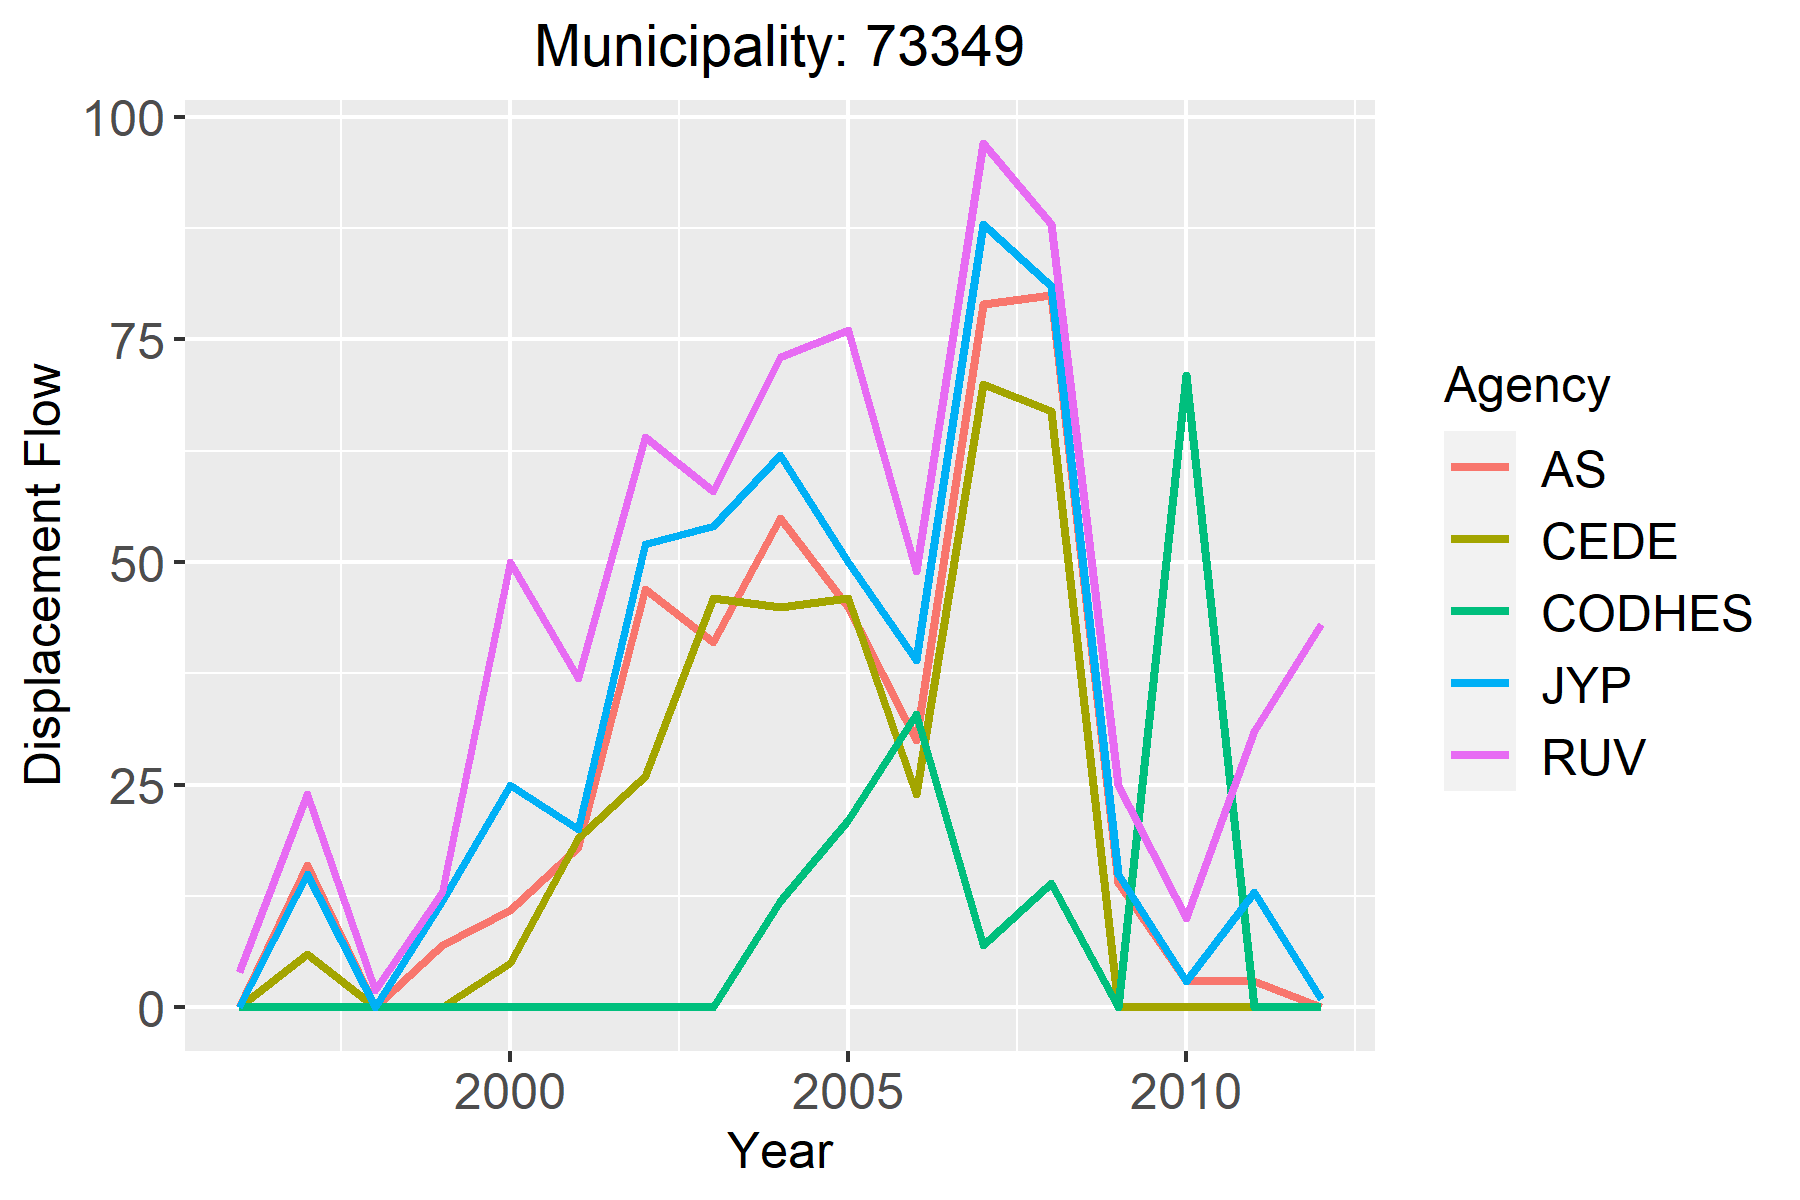 Municipality: 73349
100
75
50
25
0
Displacement Flow
2000 2005 2010
Year
Agency
AS
CEDE
CODHES
JYP
RUV